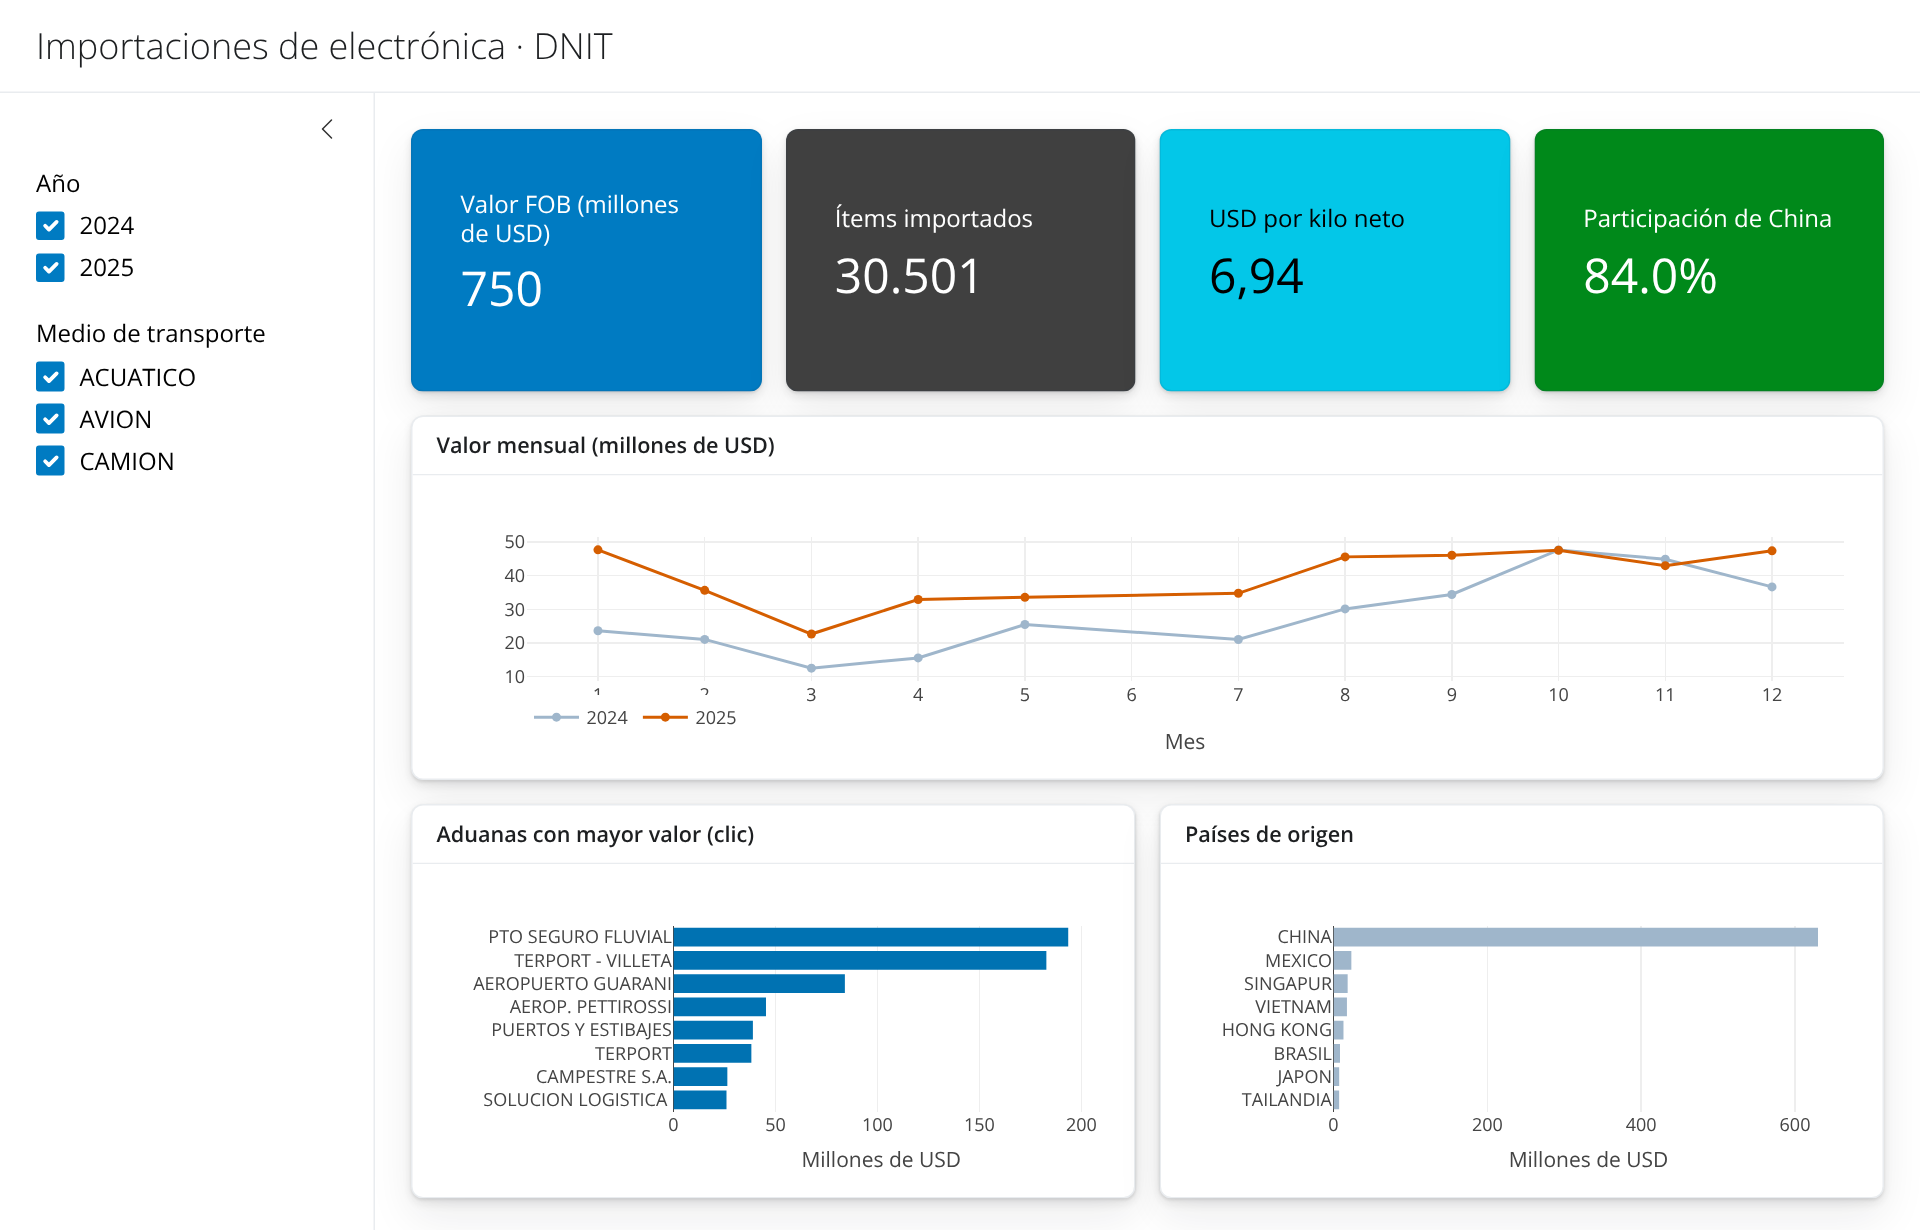 Importaciones de electrónica · DNIT
Año
2024
2025
Medio de transporte
ACUATICO
AVION
CAMION
Valor FOB (millones
de USD)
750
Ítems importados
30.501
USD por kilo neto
6,94
Participación de China
84.0%
Valor mensual (millones de USD)
50
40
30
20
10
1 2 3 4 5 6 7 8 9 10 11 12
2024 2025
Mes
Aduanas con mayor valor (clic)
PTO SEGURO FLUVIAL
TERPORT - VILLETA
AEROPUERTO GUARANI
AEROP. PETTIROSSI
PUERTOS Y ESTIBAJES
TERPORT
CAMPESTRE S.A.
SOLUCION LOGISTICA
0 50 100 150 200
Millones de USD
Países de origen
CHINA
MEXICO
SINGAPUR
VIETNAM
HONG KONG
BRASIL
JAPON
TAILANDIA
0 200 400 600
Millones de USD